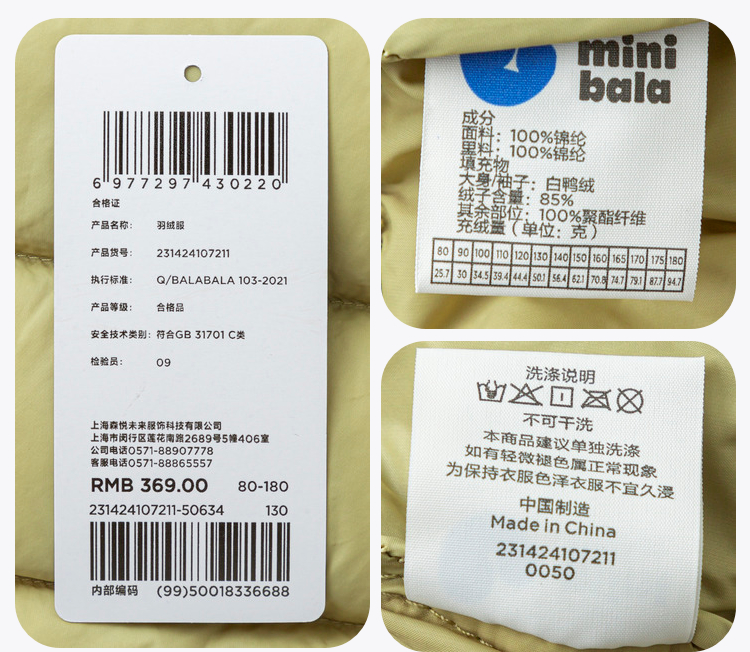 6 977297 430220
合格证
产品名称: 羽绒服
产品货号: 231424107211
执行标准: Q/BALABALA 103-2021
产品等级: 合格品
安全技术类别: 符合GB 31701 C类
检验员: 09
上海森悦未来服饰科技有限公司
上海市闵行区莲花南路2689号5幢406室
公司电话0571-88907778
客服电话0571-88865557
RMB 369.00 80-180
231424107211-50634 130
内部编码 (99)50018336688
mini
bala
成分
面料: 100%锦纶
里料: 100%锦纶
填充物
大身/袖子: 白鸭绒
绒子含量: 85%
其余部位: 100%聚酯纤维
充绒量(单位: 克)
80 90 100 110 120 130 140 150 160 165 170 175 180
25.7 30 34.5 39.4 44.4 50.1 56.4 62.1 70.8 74.7 79.1 87.7 94.7
洗涤说明
不可干洗
本商品建议单独洗涤
如有轻微褪色属正常现象
为保持衣服色泽衣服不宜久浸
中国制造
Made in China
231424107211
0050